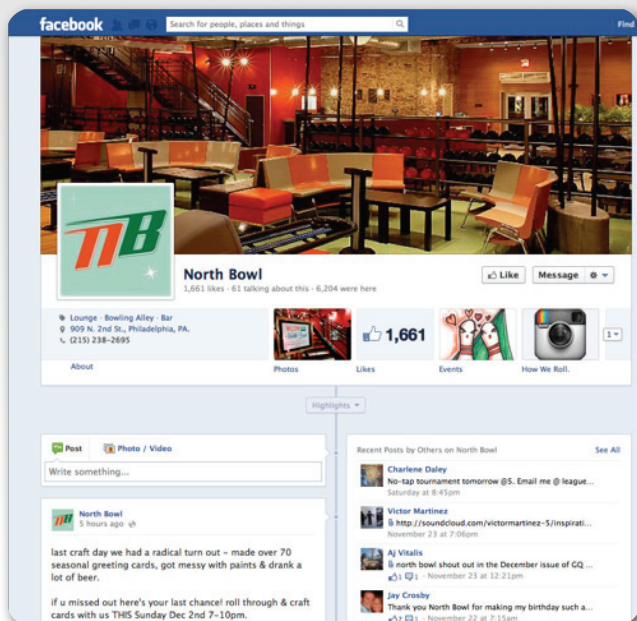 facebook
Search for people, places and things
Find
NB
North Bowl
1,661 likes · 61 talking about this · 6,204 were here
Like
Message
Lounge · Bowling Alley · Bar
909 N. 2nd St., Philadelphia, PA.
(215) 238-2695
About
1,661
1
Photos
Likes
Events
How We Roll.
Highlights
Post
Photo / Video
Write something...
North Bowl
5 hours ago
last craft day we had a radical turn out – made over 70
seasonal greeting cards, got messy with paints & drank a
lot of beer.
if u missed out here's your last chance! roll through & craft
cards with us THIS Sunday Dec 2nd 7-10pm.
Recent Posts by Others on North Bowl
See All
Charlene Daley
No-tap tournament tomorrow @5. Email me @ league...
Saturday at 8:45pm
Victor Martinez
http://soundcloud.com/victormartinez-5/inspirati...
November 23 at 7:06pm
Aj Vitalis
north bowl shout out in the December issue of GQ ...
1 1 · November 23 at 12:21pm
Jay Crosby
Thank you North Bowl for making my birthday such a...
7 1 · November 22 at 7:15am